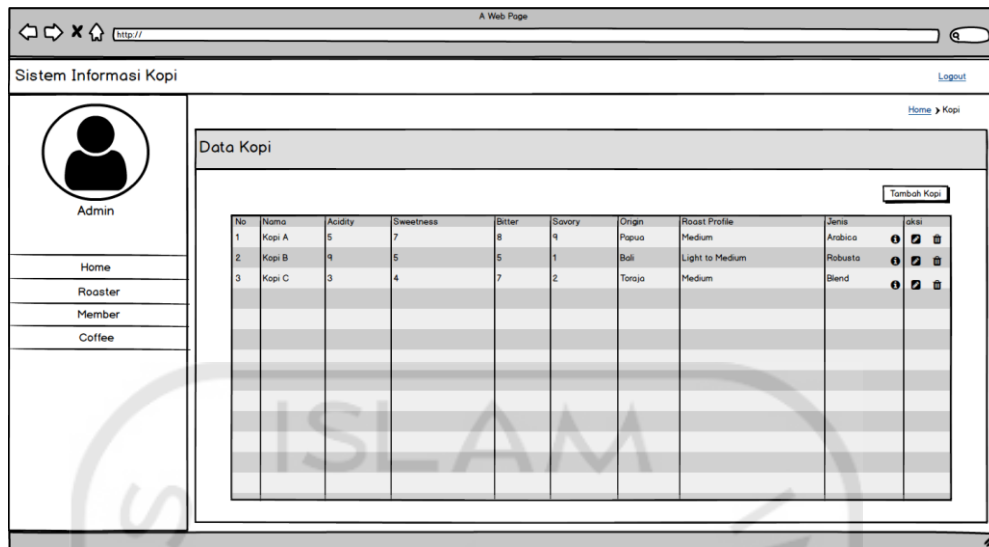 A Web Page
http://
Sistem Informasi Kopi
Logout
Home Kopi
Admin
Home
Roaster
Member
Coffee
Data Kopi
Tambah Kopi
No Nama Acidity Sweetness Bitter Savory Origin Roast Profile Jenis aksi
1 Kopi A 5 7 8 9 Papua Medium Arabica
2 Kopi B 9 5 5 1 Bali Light to Medium Robusta
3 Kopi C 3 4 7 2 Toraja Medium Blend
ISLAM